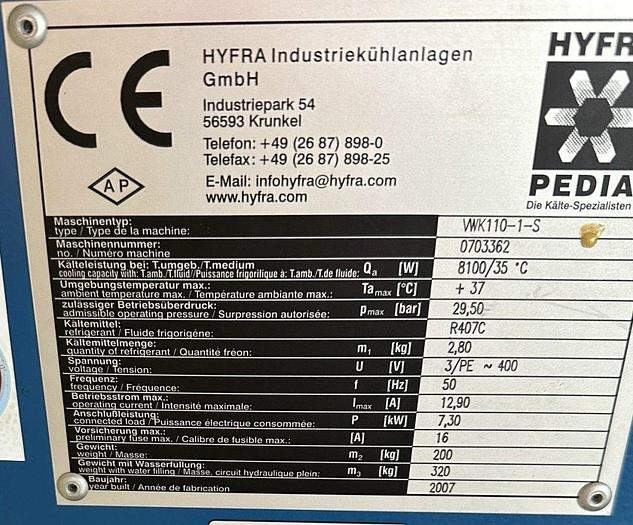 CE
HYFRA Industriekühlanlagen
GmbH
Industriepark 54
56593 Krunkel
Telefon: +49 (26 87) 898-0
Telefax: +49 (26 87) 898-25
E-Mail: infohyfra@hyfra.com
www.hyfra.com
AP
HYFR
PEDIA
Die Kälte-Spezialisten
Maschinentyp:
type / Type de la machine: VWK110-1-S
Maschinennummer:
no. / Numéro machine 0703362
Kälteleistung bei: T.umgeb./T.medium
cooling capacity with: T.amb./T.fluid/Puissance frigorifique à: T.amb./T.de fluide: Qa [W] 8100/35 °C
Umgebungstemperatur max.:
ambient temperature max. / Température ambiante max.: Ta max [°C] + 37
zulässiger Betriebsüberdruck:
admissible operating pressure / Surpression autorisée: pmax [bar] 29,50
Kältemittel:
refrigerant / Fluide frigorigéne: R407C
Kältemittelmenge:
quantity of refrigerant / Quantité fréon: m1 [kg] 2,80
Spannung:
voltage / Tension: U [V] 3/PE ~ 400
Frequenz:
frequency / Fréquence: f [Hz] 50
Betriebsstrom max.:
operating current / Intensité maximale: Imax [A] 12,90
Anschlußleistung:
connected load / Puissance électrique consommée: P [kW] 7,30
Vorsicherung max.:
preliminary fuse max. / Calibre de fusible max.: [A] 16
Gewicht:
weight / Masse: m2 [kg] 200
Gewicht mit Wasserfüllung:
weight with water filling / Masse, circuit hydraulique plein: m3 [kg] 320
Baujahr:
year built / Année de fabrication 2007